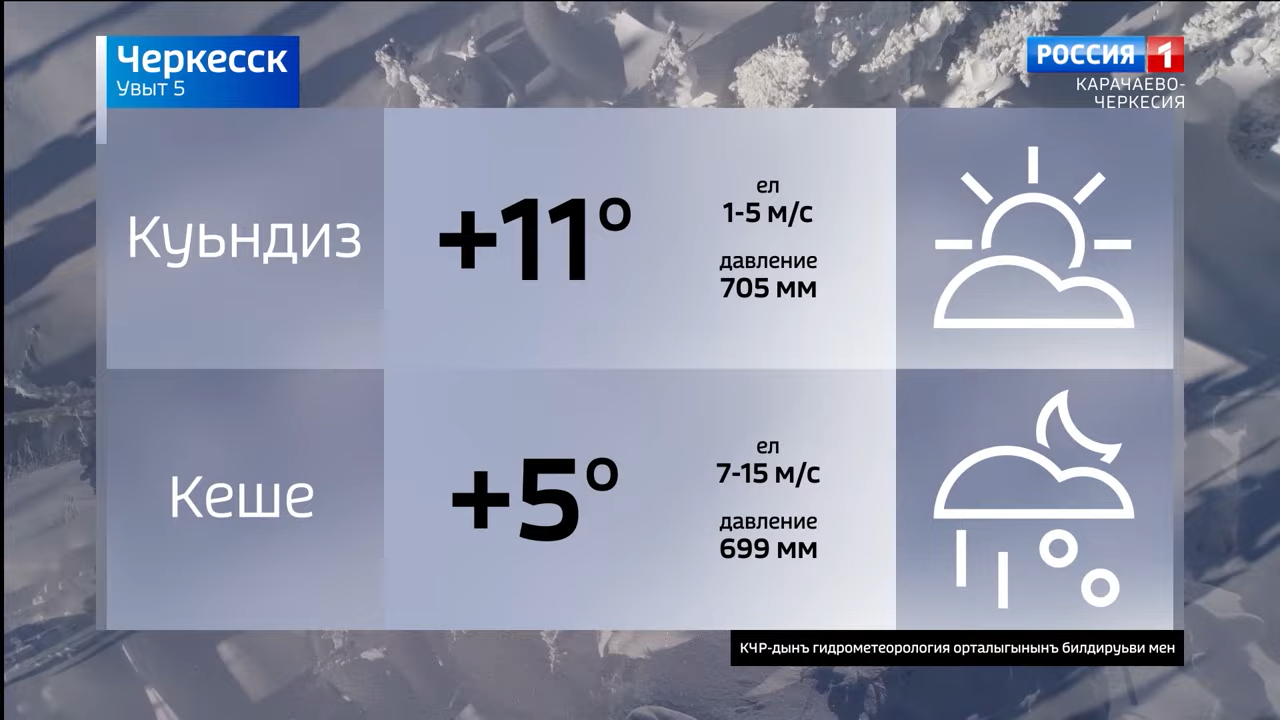 Черкесск
Увыт 5
РОССИЯ 1
КАРАЧАЕВО-
ЧЕРКЕСИЯ
Куьндиз
+11°
ел
1-5 м/с
давление
705 мм
Кеше
+5°
ел
7-15 м/с
давление
699 мм
КЧР-дынъ гидрометеорология орталыгынынъ билдируьви мен